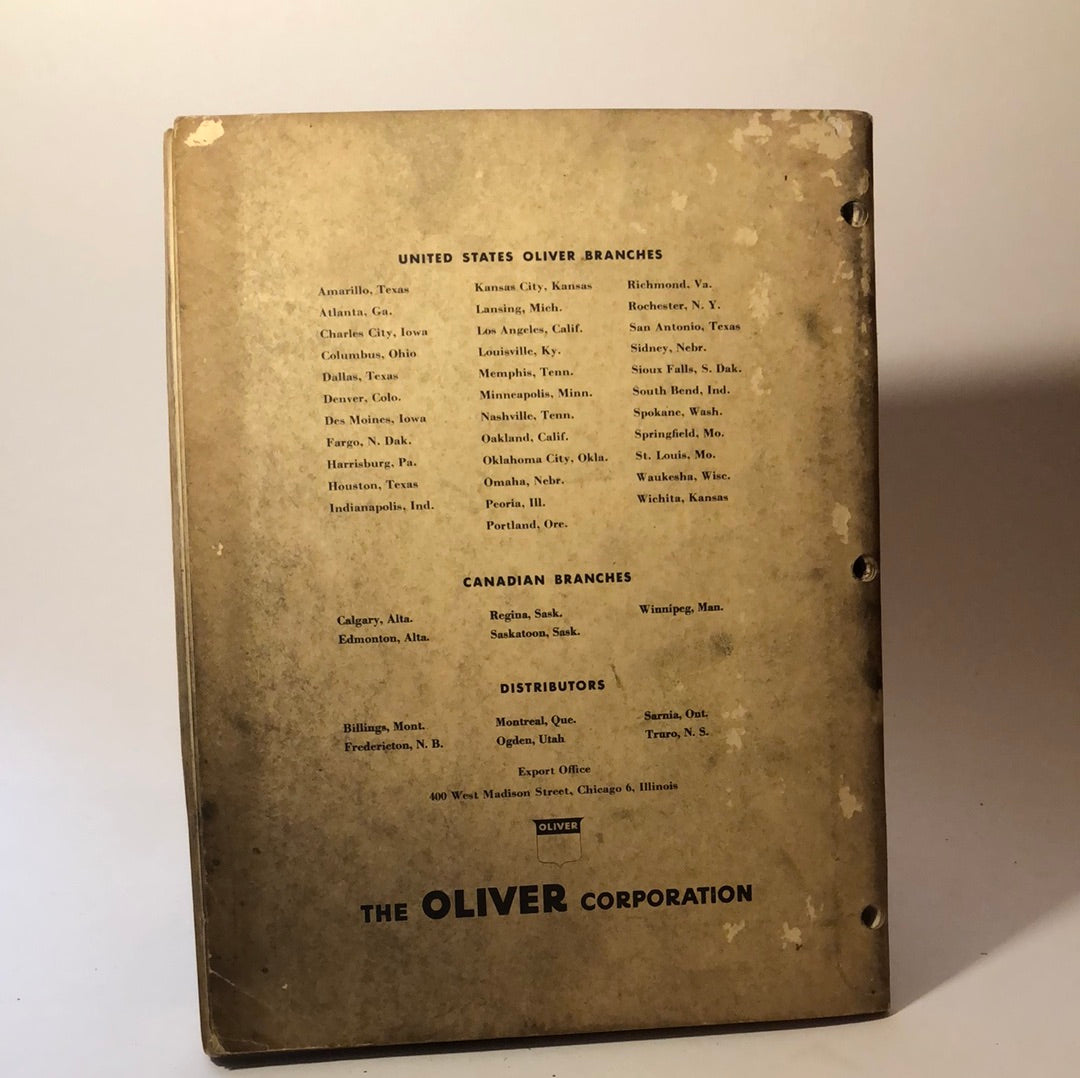 UNITED STATES OLIVER BRANCHES
Amarillo, Texas
Atlanta, Ga.
Charles City, Iowa
Columbus, Ohio
Dallas, Texas
Denver, Colo.
Des Moines, Iowa
Fargo, N. Dak.
Harrisburg, Pa.
Houston, Texas
Indianapolis, Ind.
Kansas City, Kansas
Lansing, Mich.
Los Angeles, Calif.
Louisville, Ky.
Memphis, Tenn.
Minneapolis, Minn.
Nashville, Tenn.
Oakland, Calif.
Oklahoma City, Okla.
Omaha, Nebr.
Peoria, Ill.
Portland, Ore.
Richmond, Va.
Rochester, N. Y.
San Antonio, Texas
Sidney, Nebr.
Sioux Falls, S. Dak.
South Bend, Ind.
Spokane, Wash.
Springfield, Mo.
St. Louis, Mo.
Waukesha, Wisc.
Wichita, Kansas
CANADIAN BRANCHES
Calgary, Alta.
Edmonton, Alta.
Regina, Sask.
Saskatoon, Sask.
Winnipeg, Man.
DISTRIBUTORS
Billings, Mont.
Fredericton, N. B.
Montreal, Que.
Ogden, Utah
Sarnia, Ont.
Truro, N. S.
Export Office
400 West Madison Street, Chicago 6, Illinois
OLIVER
THE OLIVER CORPORATION